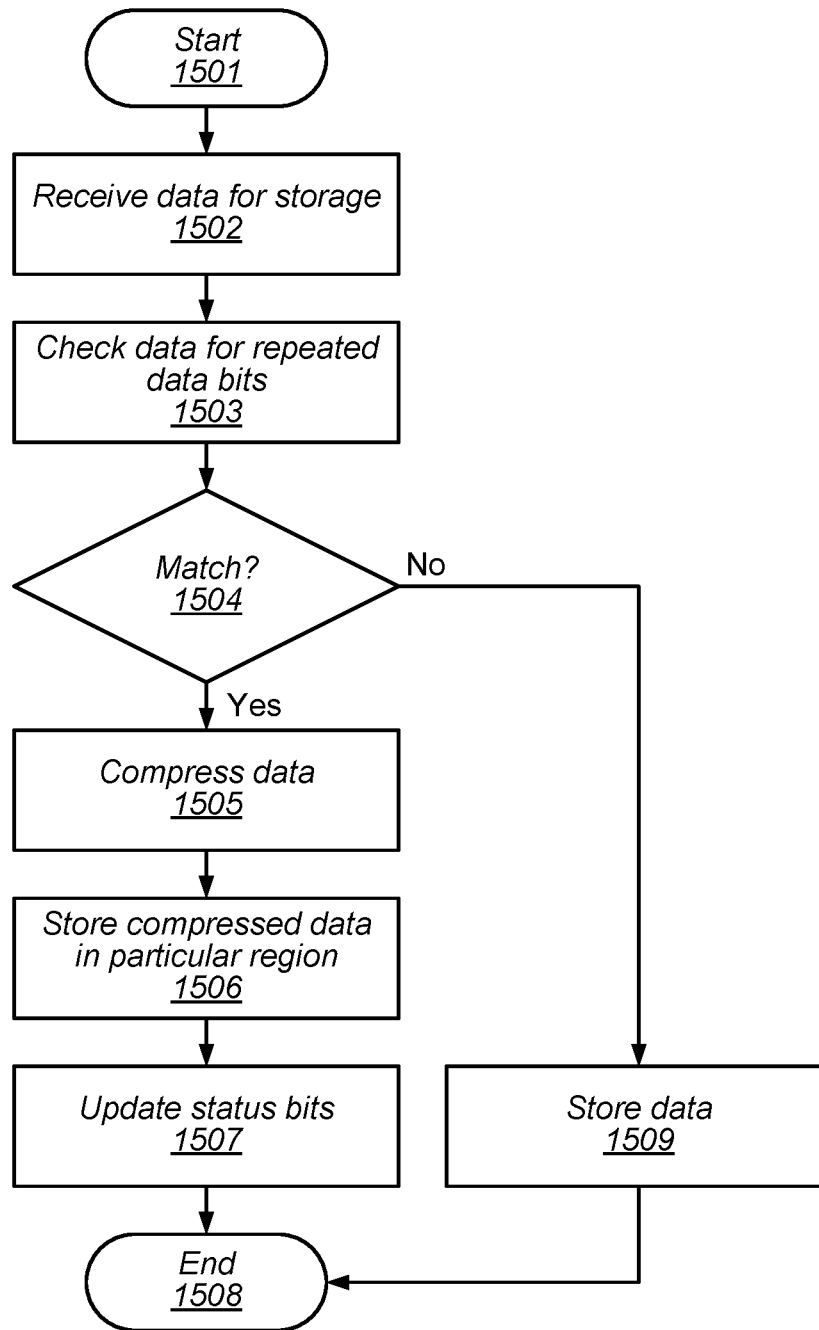 Start
1501
Receive data for storage
1502
Check data for repeated
data bits
1503
Match?
1504
No
Yes
Compress data
1505
Store compressed data
in particular region
1506
Update status bits
1507
Store data
1509
End
1508